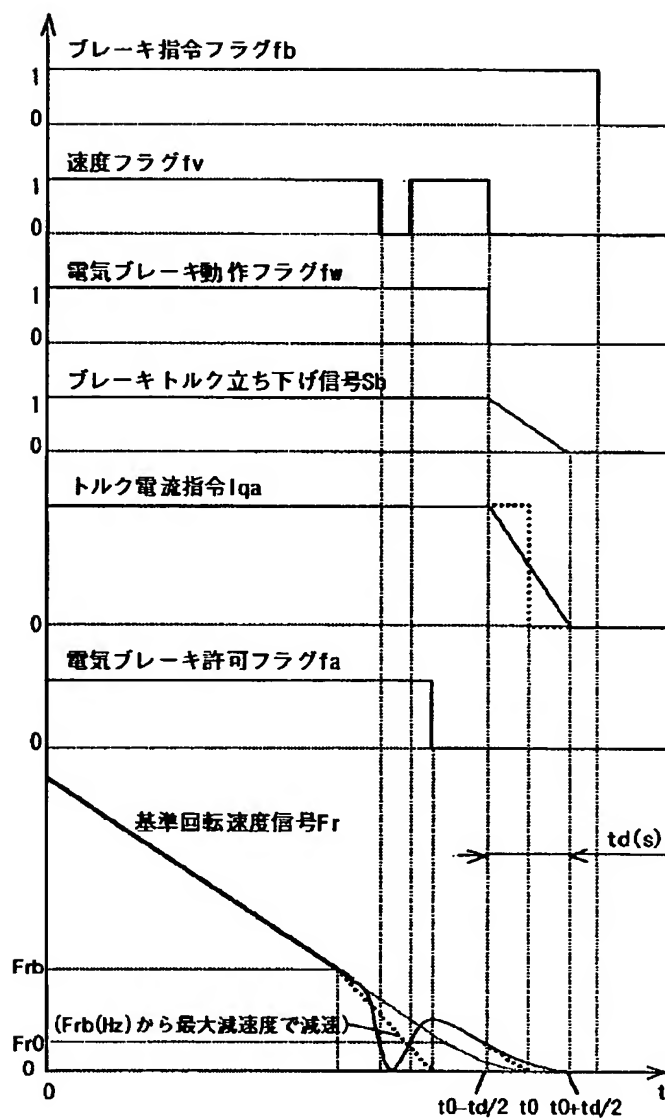 ブレーキ指令フラグfb
1
0
速度フラグfv
1
0
電気ブレーキ動作フラグfw
1
0
ブレーキトルク立ち下げ信号Sb
1
0
トルク電流指令Iqa
0
電気ブレーキ許可フラグfa
0
基準回転速度信号Fr
td(s)
Frb
(Frb(Hz)から最大減速度で減速)
Fr0
0
0
t0-td/2
t0
t0+td/2
t